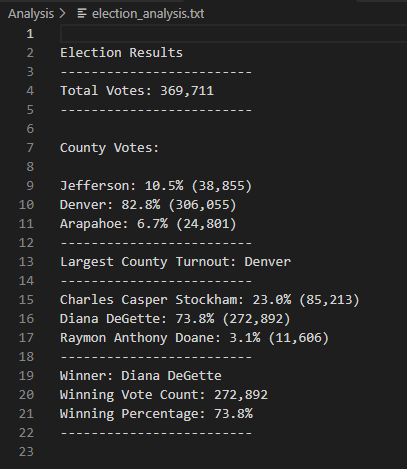 Analysis > election_analysis.txt
1
2 Election Results
3 -------------------------
4 Total Votes: 369,711
5 -------------------------
6
7 County Votes:
8
9 Jefferson: 10.5% (38,855)
10 Denver: 82.8% (306,055)
11 Arapahoe: 6.7% (24,801)
12 -------------------------
13 Largest County Turnout: Denver
14 -------------------------
15 Charles Casper Stockham: 23.0% (85,213)
16 Diana DeGette: 73.8% (272,892)
17 Raymon Anthony Doane: 3.1% (11,606)
18 -------------------------
19 Winner: Diana DeGette
20 Winning Vote Count: 272,892
21 Winning Percentage: 73.8%
22 -------------------------
23